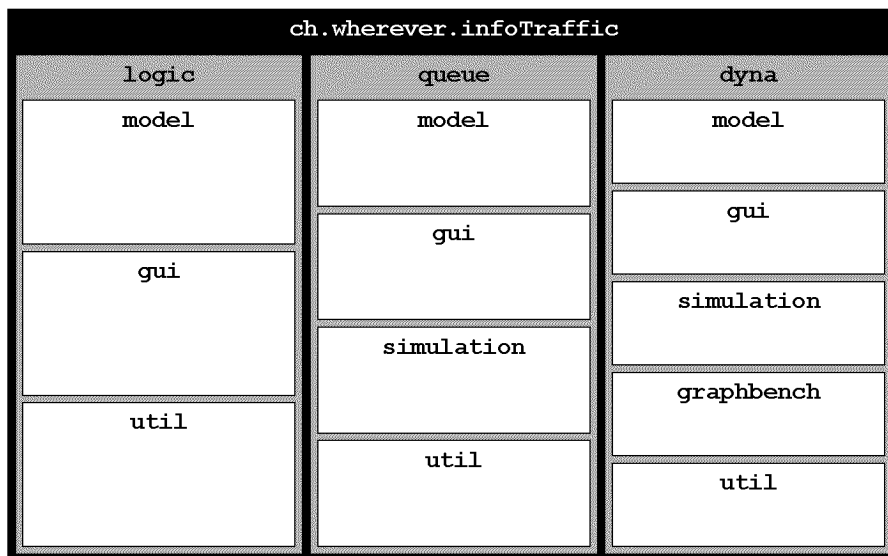 ch.wherever.infoTraffic
logic
model
gui
util
queue
model
gui
simulation
util
dyna
model
gui
simulation
graphbench
util